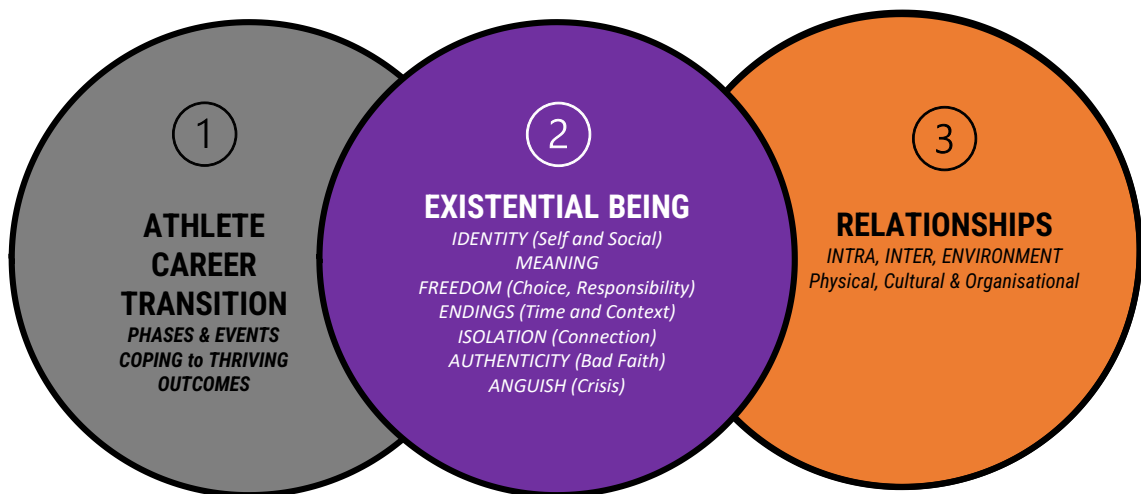 1
ATHLETE
CAREER
TRANSITION
PHASES & EVENTS
COPING to THRIVING
OUTCOMES
2
EXISTENTIAL BEING
IDENTITY (Self and Social)
MEANING
FREEDOM (Choice, Responsibility)
ENDINGS (Time and Context)
ISOLATION (Connection)
AUTHENTICITY (Bad Faith)
ANGUISH (Crisis)
3
RELATIONSHIPS
INTRA, INTER, ENVIRONMENT
Physical, Cultural & Organisational